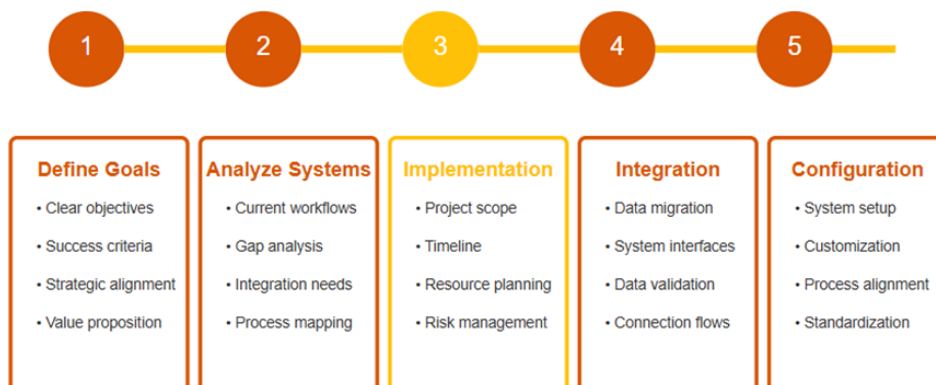 1
2
3
4
5
Define Goals
• Clear objectives
• Success criteria
• Strategic alignment
• Value proposition
Analyze Systems
• Current workflows
• Gap analysis
• Integration needs
• Process mapping
Implementation
• Project scope
• Timeline
• Resource planning
• Risk management
Integration
• Data migration
• System interfaces
• Data validation
• Connection flows
Configuration
• System setup
• Customization
• Process alignment
• Standardization